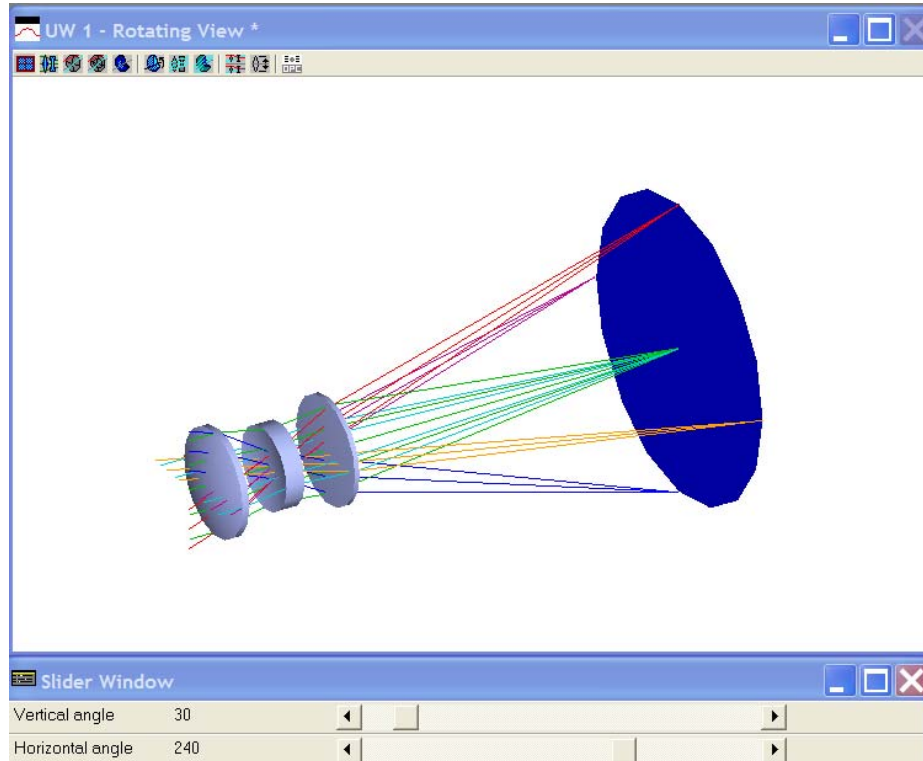 UW 1 - Rotating View *
Slider Window
Vertical angle 30
Horizontal angle 240